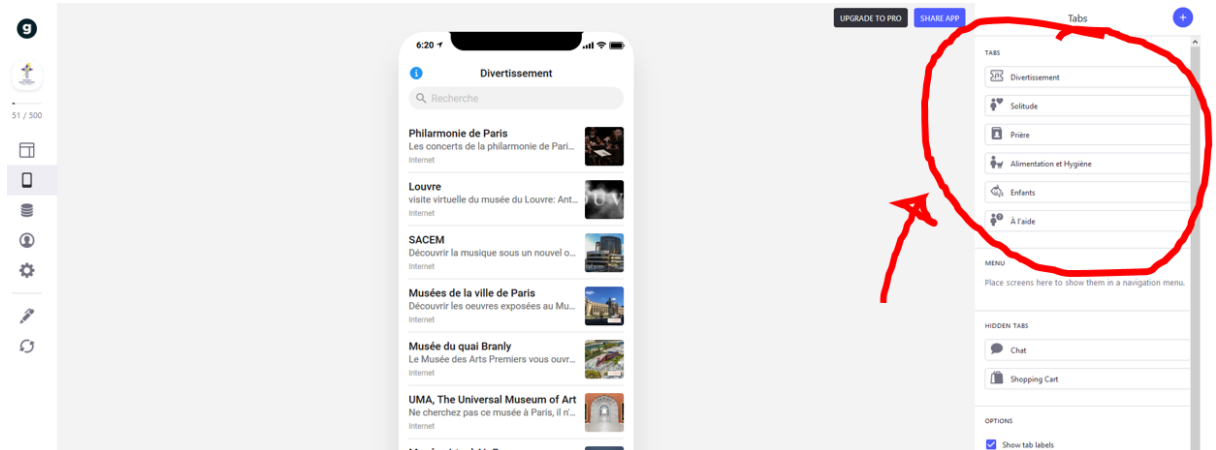 g
51 / 500
UPGRADE TO PRO
SHARE APP
6:20
Divertissement
Recherche
Philarmonie de Paris
Les concerts de la philarmonie de Pari...
Internet
Louvre
visite virtuelle du musée du Louvre: Ant...
Internet
SACEM
Découvrir la musique sous un nouvel o...
Internet
Musées de la ville de Paris
Découvrir les oeuvres exposées au Mu...
Internet
Musée du quai Branly
Le Musée des Arts Premiers vous ouvr...
Internet
UMA, The Universal Museum of Art
Ne cherchez pas ce musée à Paris, il n'...
Internet
Tabs
TABS
Divertissement
Solitude
Prière
Alimentation et Hygiène
Enfants
À l'aide
MENU
Place screens here to show them in a navigation menu.
HIDDEN TABS
Chat
Shopping Cart
OPTIONS
Show tab labels